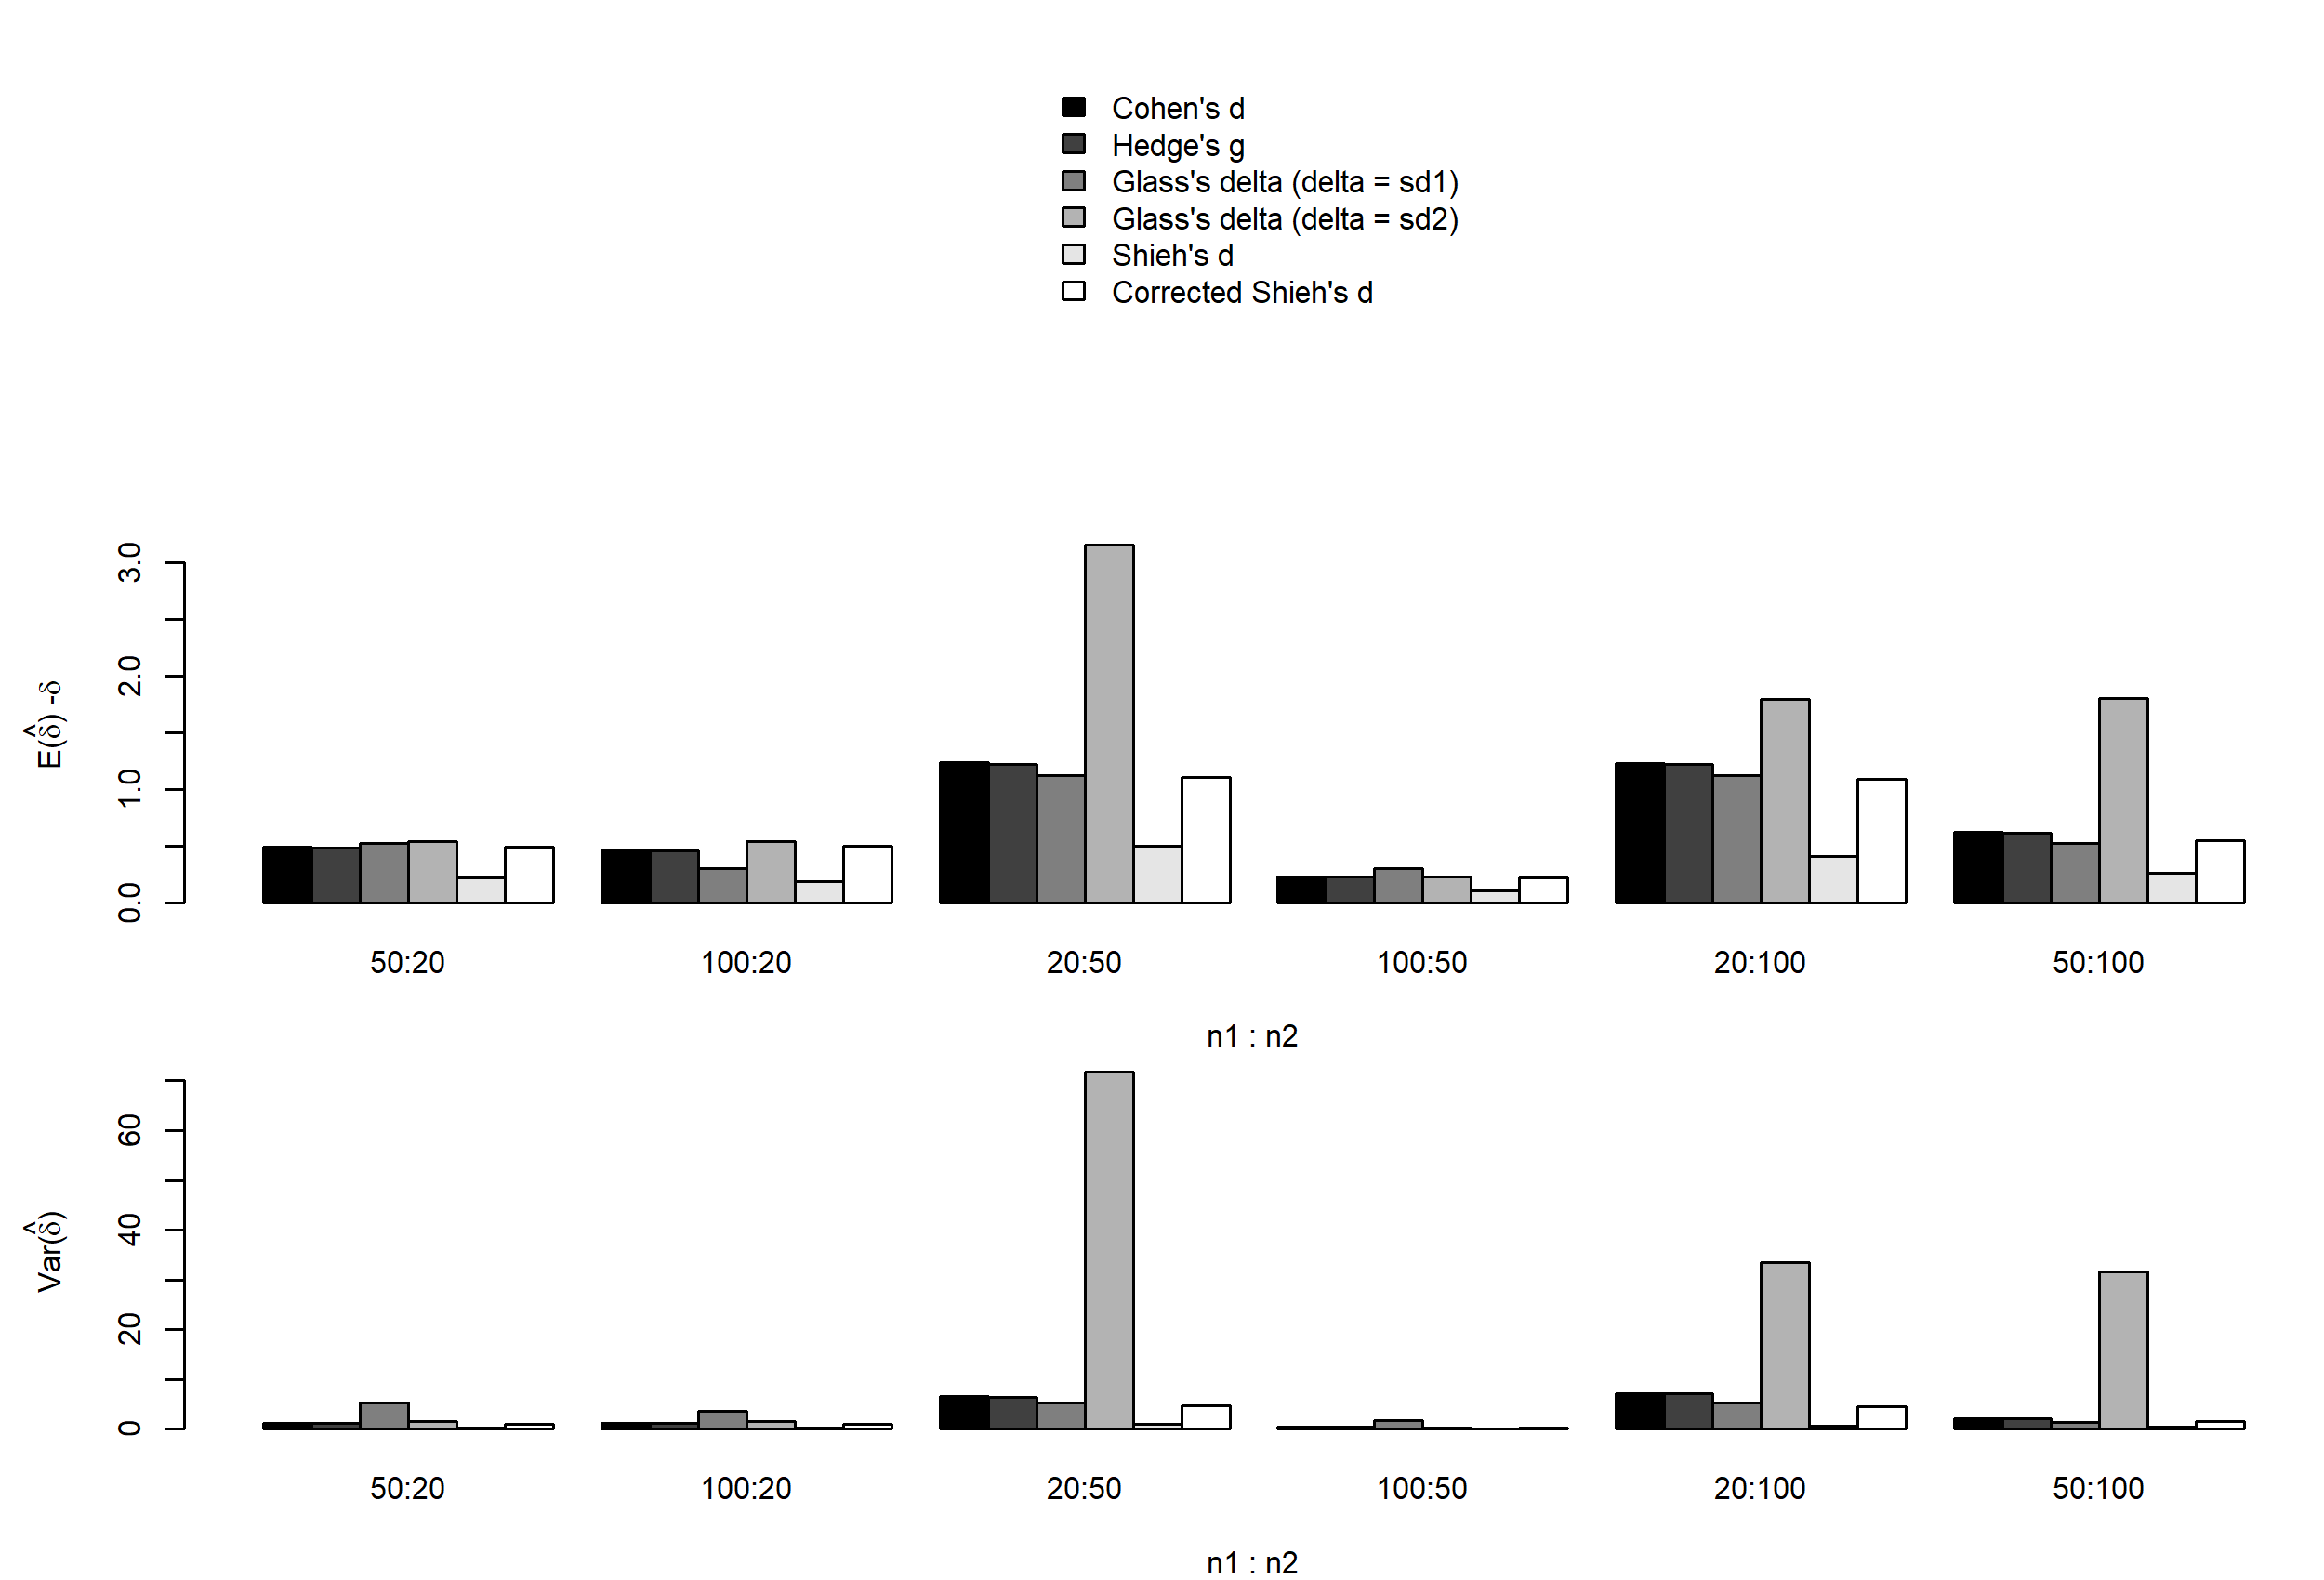 Cohen's d
Hedge's g
Glass's delta (delta = sd1)
Glass's delta (delta = sd2)
Shieh's d
Corrected Shieh's d
E(δ̂) -δ
3.0
2.0
1.0
0.0
50:20 100:20 20:50 100:50 20:100 50:100
n1 : n2
Var(δ̂)
60
40
20
0
50:20 100:20 20:50 100:50 20:100 50:100
n1 : n2